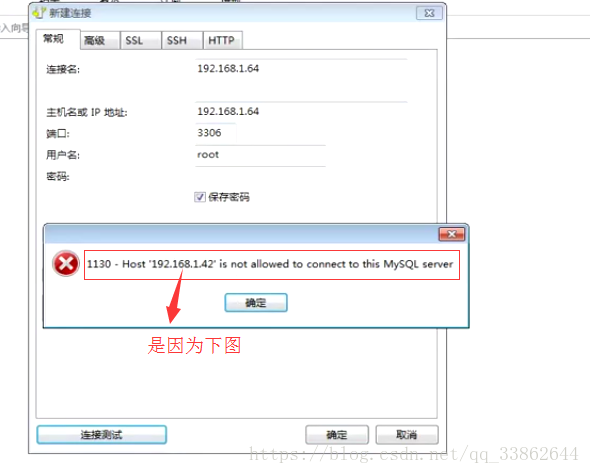 新建连接
入向导
常规
高级
SSL
SSH
HTTP
连接名:
192.168.1.64
主机名或 IP 地址:
192.168.1.64
端口:
3306
用户名:
root
密码:
保存密码
1130 - Host '192.168.1.42' is not allowed to connect to this MySQL server
确定
是因为下图
连接测试
确定
取消
https://blog.csdn.net/qq_33862644